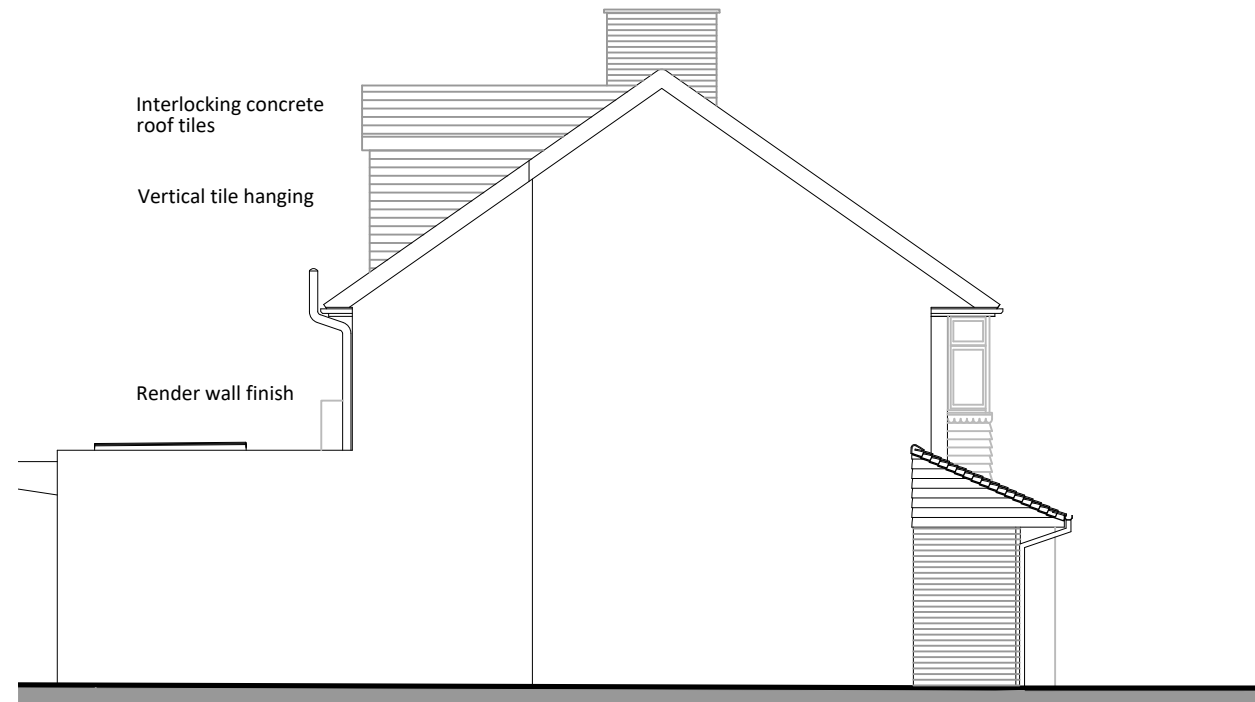 Interlocking concrete
roof tiles
Vertical tile hanging
Render wall finish